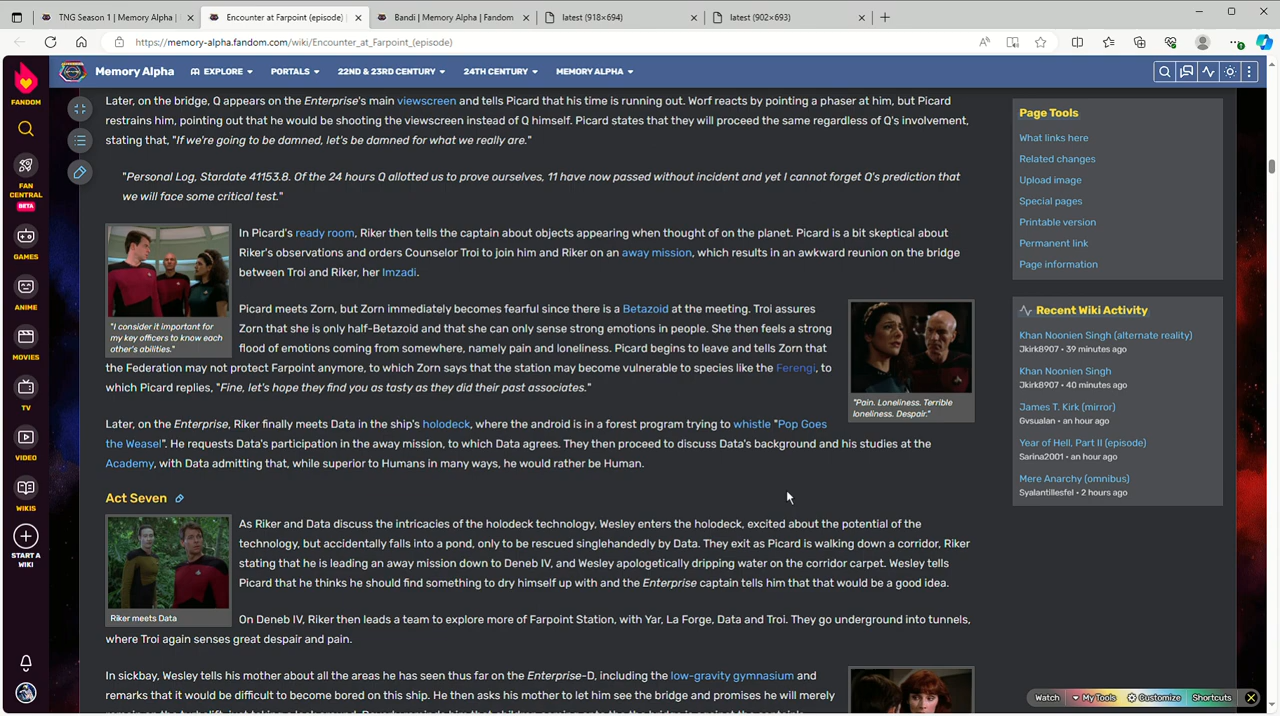 TNG Season 1 | Memory Alpha
Encounter at Farpoint (episode)
Bandi | Memory Alpha | Fandom
latest (918×694)
latest (902×693)
https://memory-alpha.fandom.com/wiki/Encounter_at_Farpoint_(episode)
FANDOM
FAN CENTRAL
BETA
GAMES
ANIME
MOVIES
TV
VIDEO
WIKIS
START A WIKI
Memory Alpha
EXPLORE
PORTALS
22ND & 23RD CENTURY
24TH CENTURY
MEMORY ALPHA
Later, on the bridge, Q appears on the Enterprise's main viewscreen and tells Picard that his time is running out. Worf reacts by pointing a phaser at him, but Picard
restrains him, pointing out that he would be blowing the viewscreen instead of Q himself. Picard states that they will proceed the same regardless of Q's involvement,
stating that, "If we're going to be damned, let's be damned for what we really are."
"Personal Log, Stardate 41153.8. Of the 24 hours Q allotted us to prove ourselves, 11 have now passed without incident and yet I cannot forget Q's prediction that
we will face some critical test."
"I consider it important for
my key officers to know each
other's abilities."
In Picard's ready room, Riker then tells the captain about objects appearing when thought of on the planet. Picard is a bit skeptical about
Riker's observations and orders Counselor Troi to join him and Riker on an away mission, which results in an awkward reunion on the bridge
between Troi and Riker, her Imzadi.
Picard meets Zorn, but Zorn immediately becomes fearful since there is a Betazoid at the meeting. Troi assures
Zorn that she is only half-Betazoid and that she can only sense strong emotions in people. She then feels a strong
flood of emotions coming from somewhere, namely pain and loneliness. Picard begins to leave and tells Zorn that
the Federation may not protect Farpoint anymore, to which Zorn says that the station may become vulnerable to species like the Ferengi, to
which Picard replies, "Fine, let's hope they find you as tasty as they did their past associates."
"Pain. Loneliness. Terrible
loneliness. Despair."
Later, on the Enterprise, Riker finally meets Data in the ship's holodeck, where the android is in a forest program trying to whistle "Pop Goes
the Weasel". He requests Data's participation in the away mission, to which Data agrees. They then proceed to discuss Data's background and his studies at the
Academy, with Data admitting that, while superior to Humans in many ways, he would rather be Human.
Act Seven
Riker meets Data
As Riker and Data discuss the intricacies of the holodeck technology, Wesley enters the holodeck, excited about the potential of the
technology, but accidentally falls into a pond, only to be rescued singlehandedly by Data. They exit as Picard is walking down a corridor, Riker
stating that he is leading an away mission down to Deneb IV, and Wesley apologetically dripping water on the corridor carpet. Wesley tells
Picard that he thinks he should find something to dry himself up with and the Enterprise captain tells him that that would be a good idea.
On Deneb IV, Riker then leads a team to explore more of Farpoint Station, with Yar, La Forge, Data and Troi. They go underground into tunnels,
where Troi again senses great despair and pain.
In sickbay, Wesley tells his mother about all the areas he has seen thus far on the Enterprise-D, including the low-gravity gymnasium and
remarks that it would be difficult to become bored on this ship. He then asks his mother to let him see the bridge and promises he will merely
Page Tools
What links here
Related changes
Upload image
Special pages
Printable version
Permanent link
Page information
Recent Wiki Activity
Khan Noonien Singh (alternate reality)
Jkirk8907 • 39 minutes ago
Khan Noonien Singh
Jkirk8907 • 40 minutes ago
James T. Kirk (mirror)
Gvsualan • an hour ago
Year of Hell, Part II (episode)
Sarina2001 • an hour ago
Mere Anarchy (omnibus)
Syalantillesfel • 2 hours ago
Watch
My Tools
Customize
Shortcuts